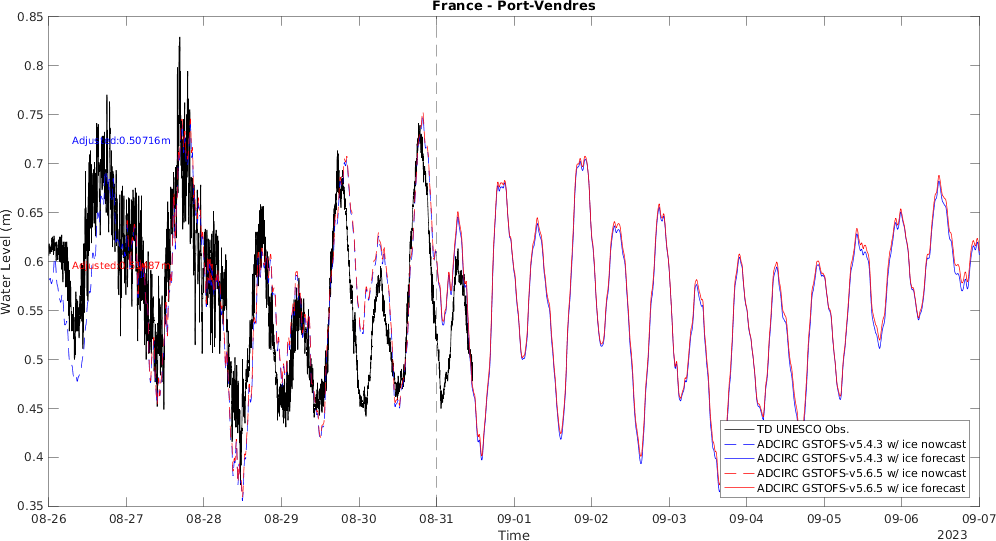 France - Port-Vendres
0.85
0.8
0.75
0.7
0.65
0.6
0.55
0.5
0.45
0.4
0.35
Water Level (m)
Adjusted:0.50716m
TD UNESCO Obs.
ADCIRC GSTOFS-v5.4.3 w/ ice nowcast
ADCIRC GSTOFS-v5.4.3 w/ ice forecast
ADCIRC GSTOFS-v5.6.5 w/ ice nowcast
ADCIRC GSTOFS-v5.6.5 w/ ice forecast
08-26 08-27 08-28 08-29 08-30 08-31 09-01 09-02 09-03 09-04 09-05 09-06 09-07
Time
2023